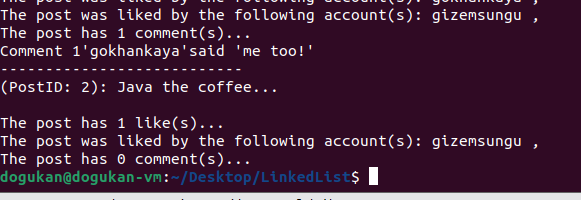 The post was liked by the following account(s): gokhankaya ,
The post was liked by the following account(s): gizemsungu ,
The post has 1 comment(s)...
Comment 1'gokhankaya'said 'me too!'
---------------------------
(PostID: 2): Java the coffee...
The post has 1 like(s)...
The post was liked by the following account(s): gizemsungu ,
The post has 0 comment(s)...
dogukan@dogukan-vm:~/Desktop/LinkedList$